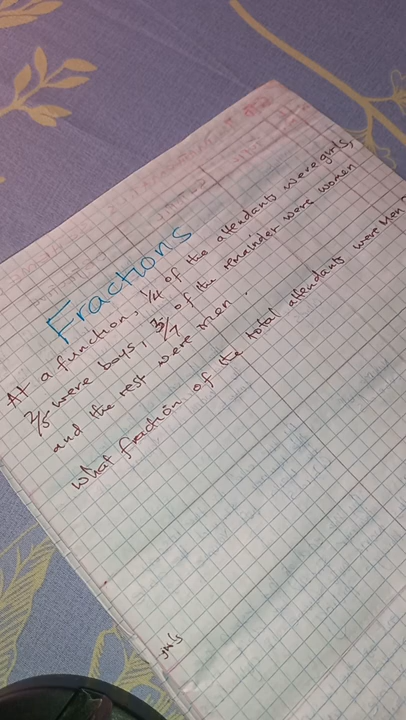 Fractions
At a function, 1/4 of the attendants were girls,
2/5 were boys, 3/7 of the remainder were women
and the rest were men.
What fraction of the total attendants were men?